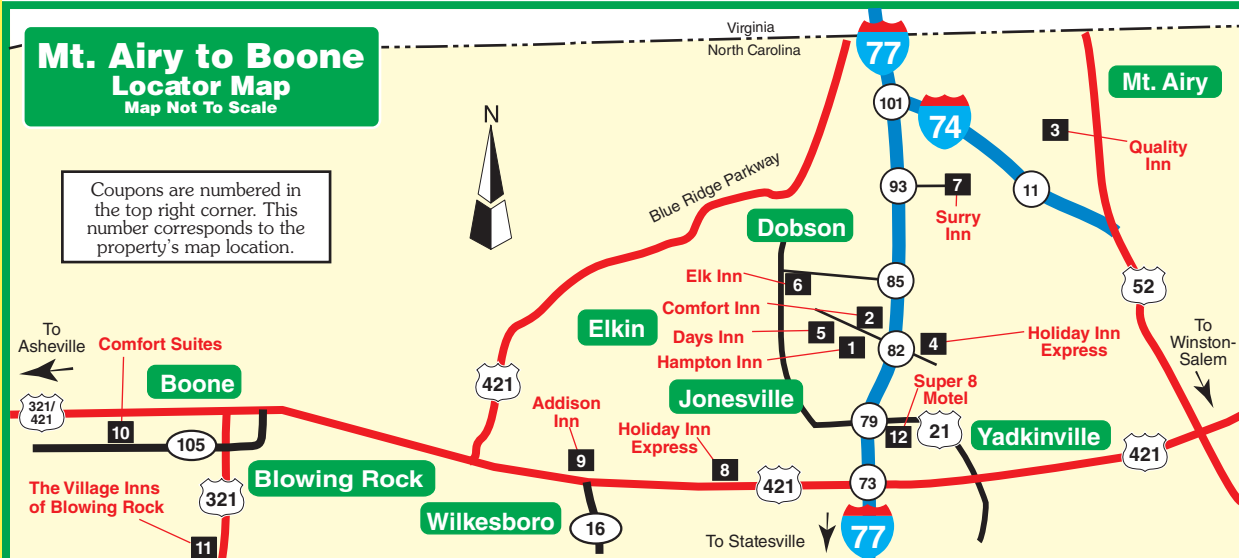 Mt. Airy to Boone
Locator Map
Map Not To Scale
Virginia
North Carolina
77
Mt. Airy
101
74
N
3
Quality
Inn
Coupons are numbered in
the top right corner. This
number corresponds to the
property's map location.
Blue Ridge Parkway
93
7
11
Surry
Inn
Dobson
Elk Inn
6
85
52
Comfort Inn
2
Elkin
Days Inn
5
Hampton Inn
1
82
4
Holiday Inn
Express
To
Winston-
Salem
To
Asheville
Comfort Suites
Boone
421
Jonesville
Super 8
Motel
321/
421
10
105
Addison
Inn
Holiday Inn
Express
79
12
21
Yadkinville
9
8
421
Blowing Rock
421
73
The Village Inns
of Blowing Rock
321
Wilkesboro
16
11
To Statesville
77